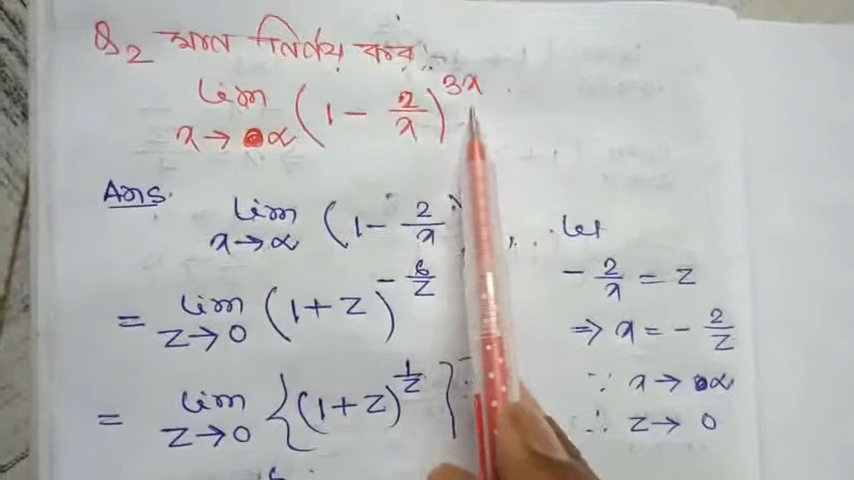 Q2 মান নির্ণয় কর
lim x→∝ (1 - 2/x)^3x
Ans.
lim x→∝ (1 - 2/x)
= lim z→0 (1+z)^-6/z
= lim z→0 {(1+z)^1/z}
let
- 2/x = z
⇒ x = - 2/z
∵ x→∝
∴ z→0